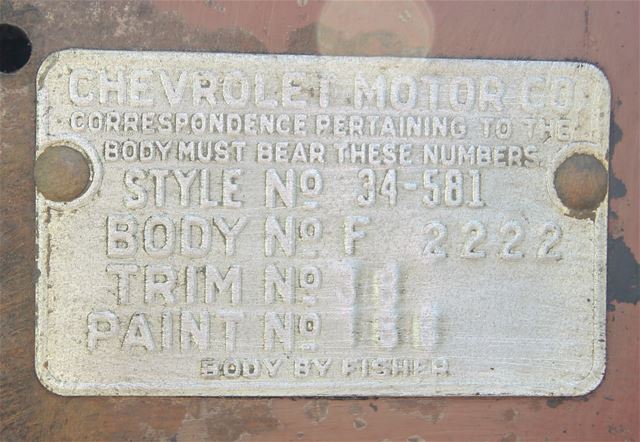 CHEVROLET MOTOR CO.
CORRESPONDENCE PERTAINING TO THE
BODY MUST BEAR THESE NUMBERS.
STYLE No 34-581
BODY No F 2222
TRIM No
PAINT No
BODY BY FISHER